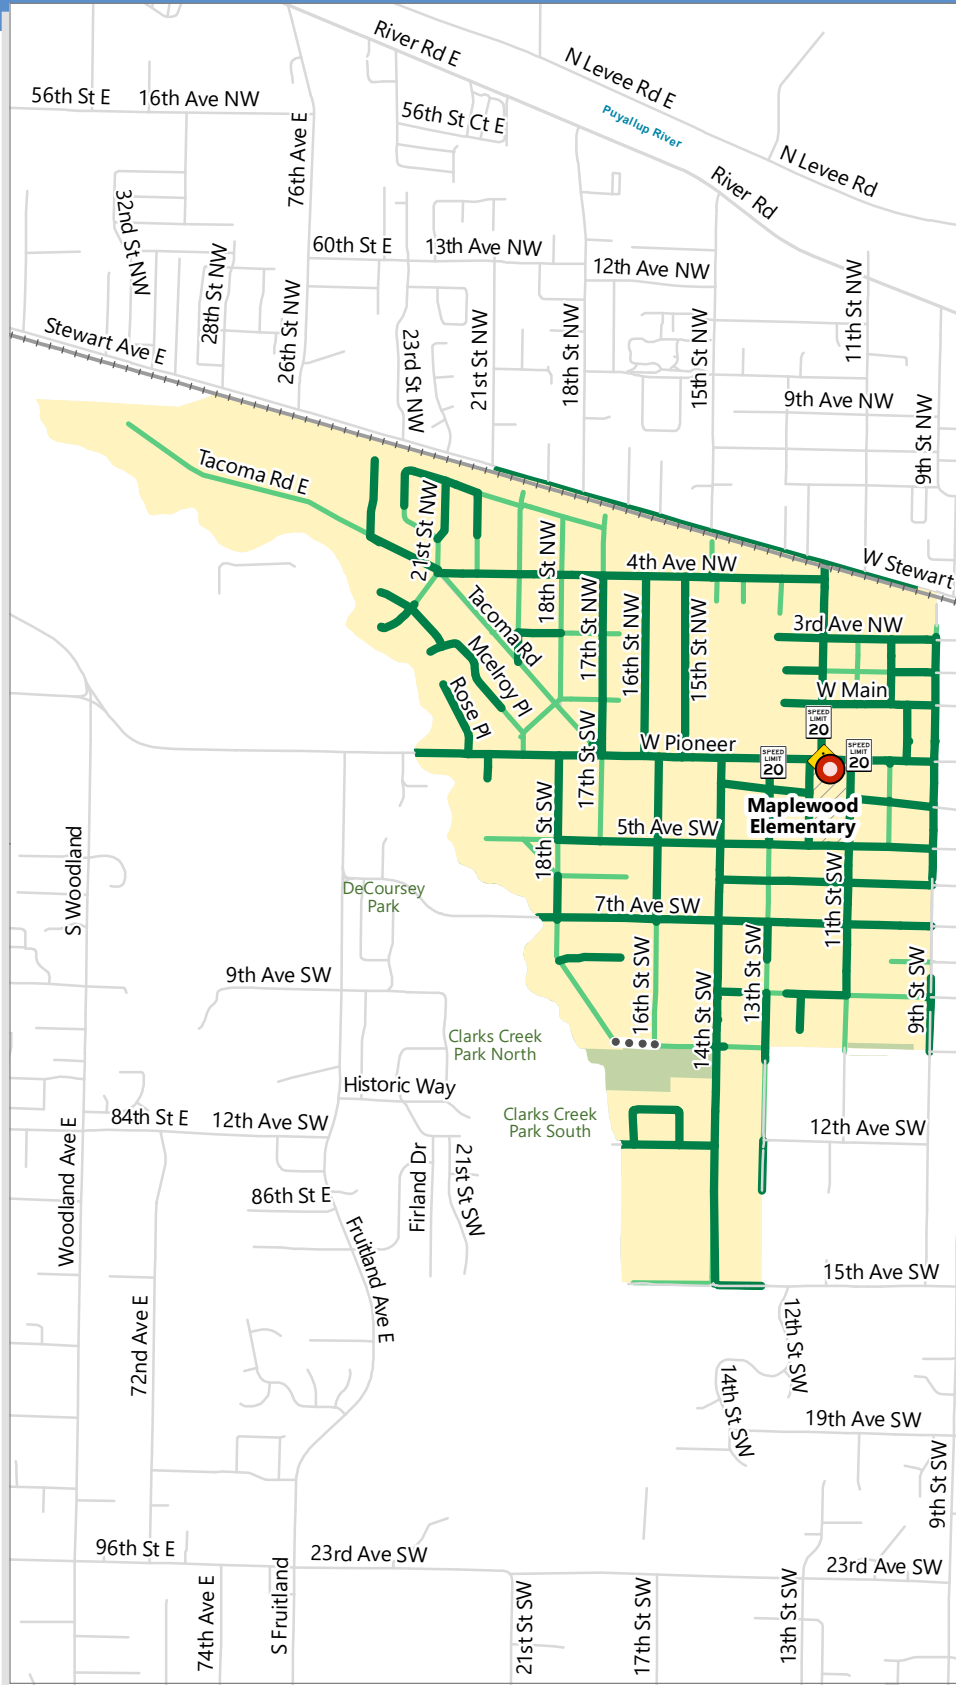 River Rd E
N Levee Rd E
56th St E
16th Ave NW
56th St Ct E
Puyallup River
76th Ave E
N Levee Rd
River Rd
32nd St NW
60th St E
13th Ave NW
12th Ave NW
28th St NW
26th St NW
11th St NW
Stewart Ave E
23rd St NW
21st St NW
18th St NW
15th St NW
9th Ave NW
9th St NW
Tacoma Rd E
21st St NW
18th St NW
4th Ave NW
W Stewart
Tacoma Rd
17th St NW
16th St NW
15th St NW
3rd Ave NW
Mcelroy Pl
Rose Pl
W Main
17th St SW
W Pioneer
SPEED
LIMIT
20
SPEED
LIMIT
20
SPEED
LIMIT
20
Maplewood
Elementary
S Woodland
18th St SW
5th Ave SW
DeCoursey
Park
7th Ave SW
11th St SW
9th Ave SW
16th St SW
14th St SW
13th St SW
9th St SW
Clarks Creek
Park North
Historic Way
84th St E
12th Ave SW
Clarks Creek
Park South
12th Ave SW
Woodland Ave E
86th St E
Firland Dr
21st St SW
Fruitland Ave E
15th Ave SW
72nd Ave E
12th St SW
14th St SW
19th Ave SW
9th St SW
96th St E
23rd Ave SW
23rd Ave SW
74th Ave E
S Fruitland
21st St SW
17th St SW
13th St SW